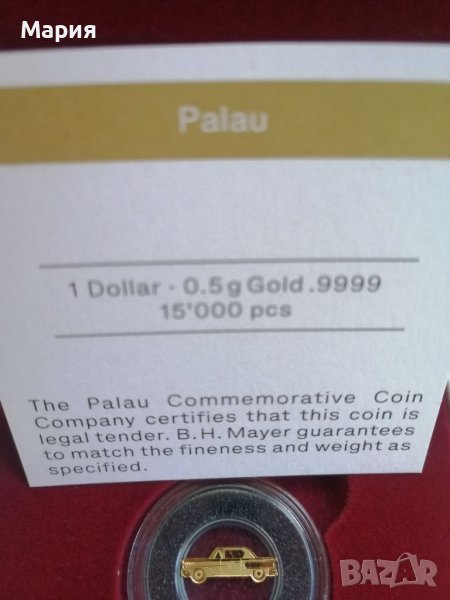 Мария
Palau
1 Dollar · 0.5g Gold .9999
15'000 pcs
The Palau Commemorative Coin
Company certifies that this coin is
legal tender. B.H. Mayer guarantees
to match the fineness and weight as
specified.
BAZAR